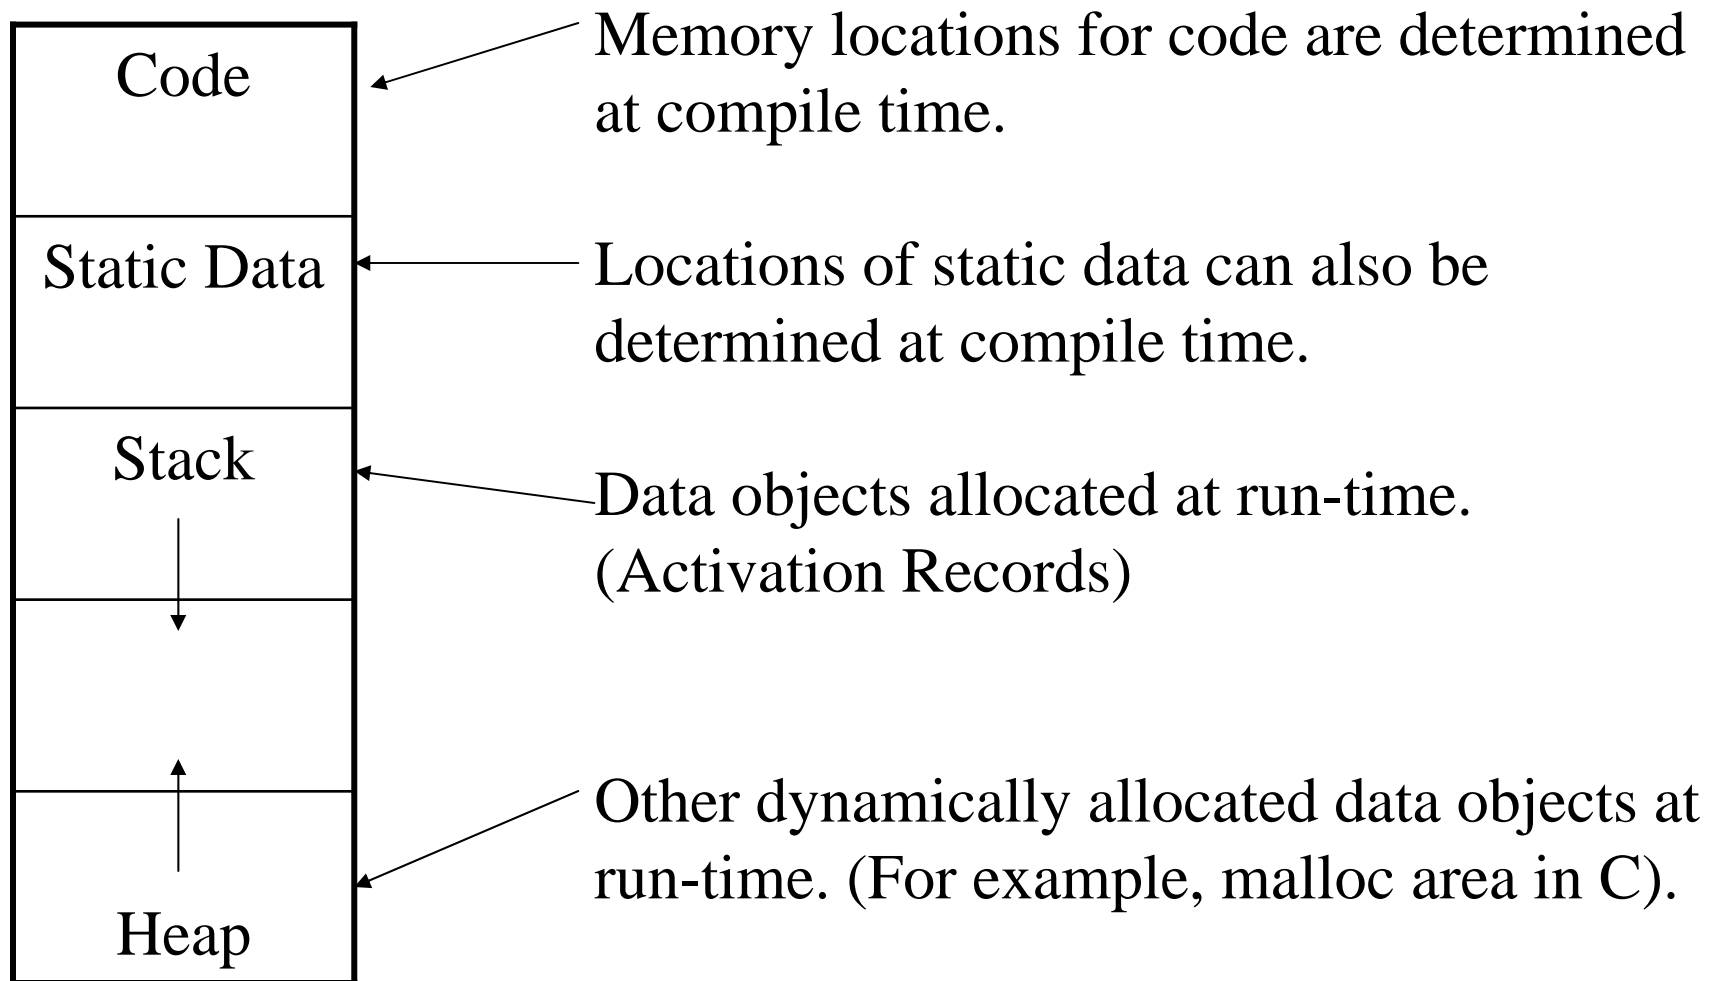 Code
Memory locations for code are determined
at compile time.
Static Data
Locations of static data can also be
determined at compile time.
Stack
Data objects allocated at run-time.
(Activation Records)
Other dynamically allocated data objects at
run-time. (For example, malloc area in C).
Heap